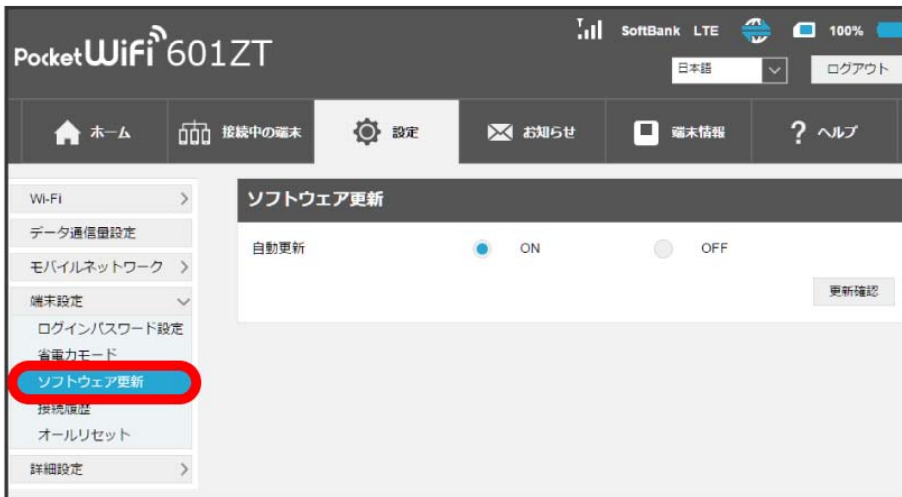 SoftBank LTE 100%
Pocket WiFi 601ZT
日本語 ログアウト
ホーム 接続中の端末 設定 お知らせ 端末情報 ? ヘルプ
Wi-Fi
ソフトウェア更新
データ通信量設定
自動更新 ON OFF
モバイルネットワーク
更新確認
端末設定
ログインパスワード設定
省電力モード
ソフトウェア更新
接続履歴
オールリセット
詳細設定